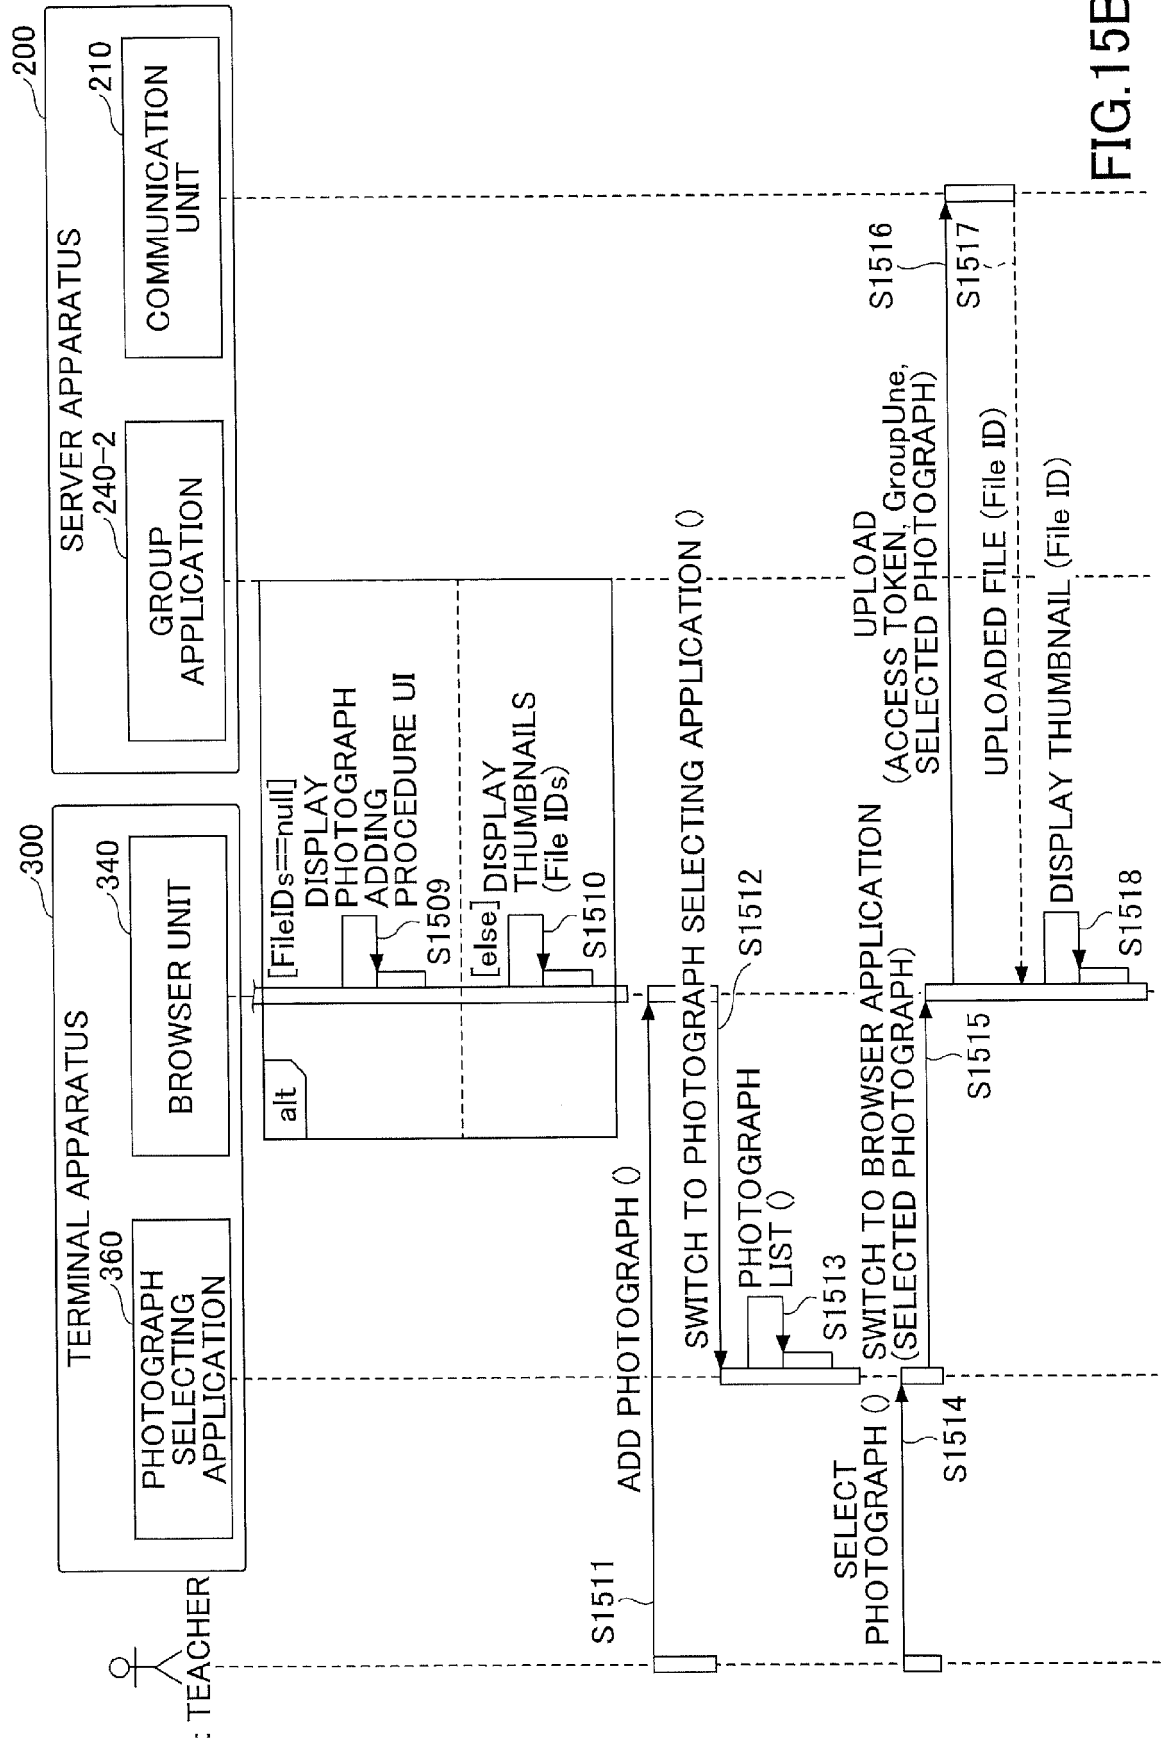 : TEACHER
TERMINAL APPARATUS
300
360
PHOTOGRAPH
SELECTING
APPLICATION
340
BROWSER UNIT
SERVER APPARATUS
200
240-2
GROUP
APPLICATION
210
COMMUNICATION
UNIT
alt
[FileIDs==null]
DISPLAY
PHOTOGRAPH
ADDING
PROCEDURE UI
S1509
[else]
DISPLAY
THUMBNAILS
(File IDs)
S1510
S1511
ADD PHOTOGRAPH ()
SWITCH TO PHOTOGRAPH SELECTING APPLICATION ()
S1512
PHOTOGRAPH
LIST ()
S1513
SELECT
PHOTOGRAPH ()
S1514
SWITCH TO BROWSER APPLICATION
(SELECTED PHOTOGRAPH)
S1515
UPLOAD
(ACCESS TOKEN, GroupUne,
SELECTED PHOTOGRAPH)
S1516
UPLOADED FILE (File ID)
S1517
DISPLAY THUMBNAIL (File ID)
S1518
FIG.15B